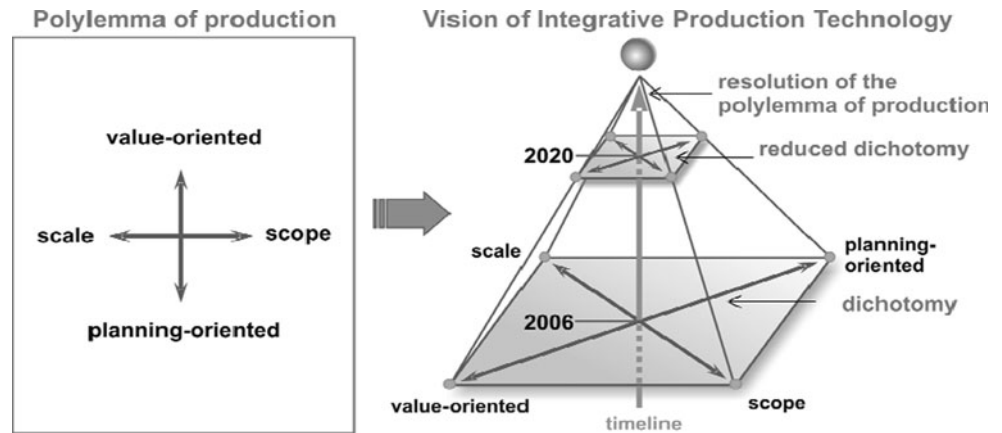 Polylemma of production
value-oriented
scale
scope
planning-oriented
Vision of Integrative Production Technology
resolution of the
polylemma of production
2020
reduced dichotomy
scale
planning-
oriented
dichotomy
2006
value-oriented
scope
timeline